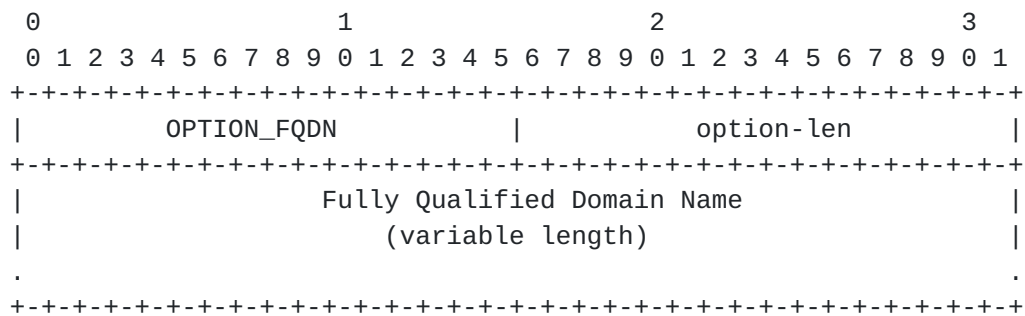 0                   1                   2                   3
 0 1 2 3 4 5 6 7 8 9 0 1 2 3 4 5 6 7 8 9 0 1 2 3 4 5 6 7 8 9 0 1
+-+-+-+-+-+-+-+-+-+-+-+-+-+-+-+-+-+-+-+-+-+-+-+-+-+-+-+-+-+-+-+-+
|         OPTION_FQDN           |           option-len          |
+-+-+-+-+-+-+-+-+-+-+-+-+-+-+-+-+-+-+-+-+-+-+-+-+-+-+-+-+-+-+-+-+
|                   Fully Qualified Domain Name                 |
|                       (variable length)                       |
.                                                               .
+-+-+-+-+-+-+-+-+-+-+-+-+-+-+-+-+-+-+-+-+-+-+-+-+-+-+-+-+-+-+-+-+